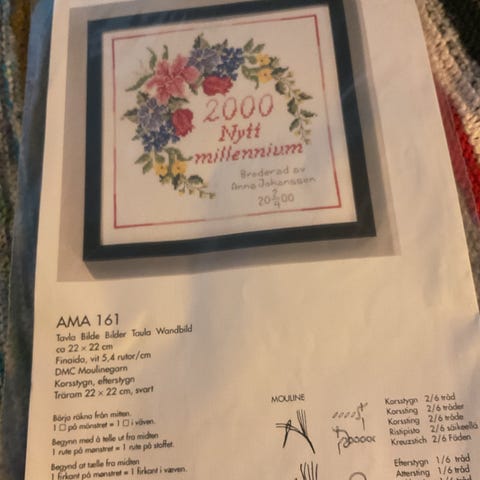 2000
Nytt
millennium
Broderad av
Anna Johansson
20 2/4 00
AMA 161
Tavla Bilde Bilder Taulu Wandbild
ca 22 x 22 cm
Finaida, vit 5,4 rutor/cm
DMC Moulinegarn
Korsstygn, efterstygn
Träram 22 x 22 cm, svart
Börja räkna från mitten.
1 □ på mönstret = 1 □ i väven.
Begynn med å telle ut fra midten
1 rute på mønstret = 1 rute på stoffet.
Begynd at tælle fra midten
1 firkant på mønstret = 1 firkant i væven.
MOULINE
Korsstygn 2/6 tråd
Korssting 2/6 tråder
Korssting 2/6 tråde
Ristipisto 2/6 säikeellä
Kreuzstich 2/6 Fäden
Efterstygn 1/6 tråd
Attersting 1/6 tråd